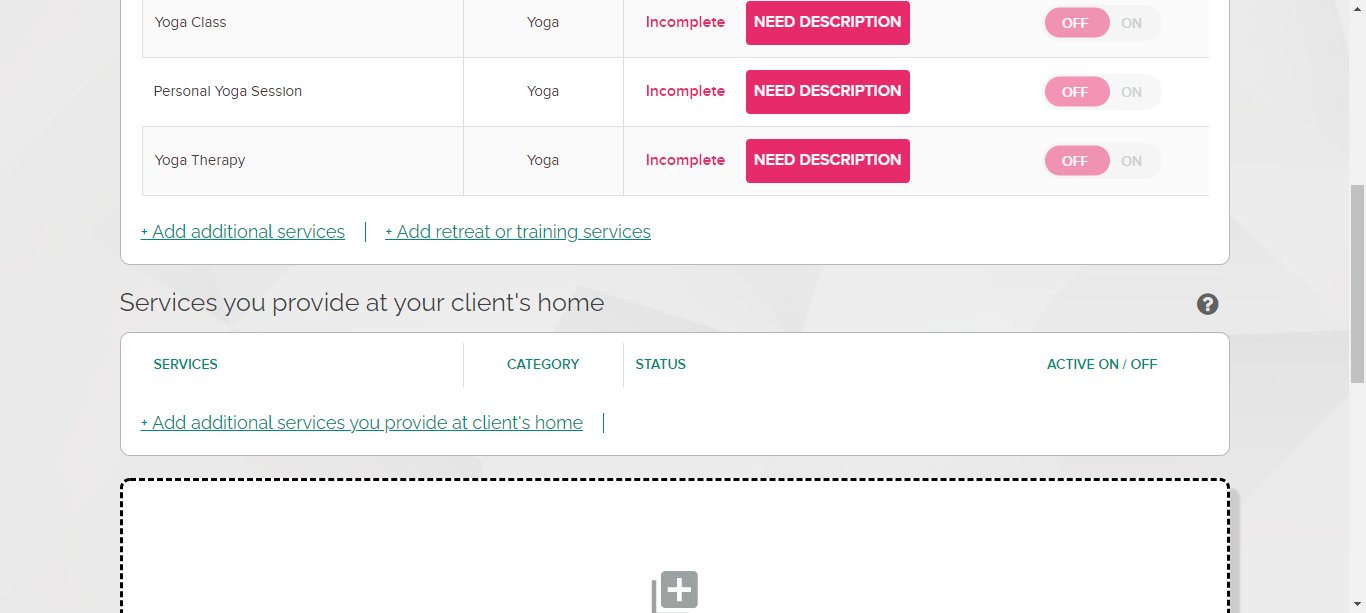 Yoga Class Yoga Incomplete NEED DESCRIPTION OFF ON
Personal Yoga Session Yoga Incomplete NEED DESCRIPTION OFF ON
Yoga Therapy Yoga Incomplete NEED DESCRIPTION OFF ON
+ Add additional services | + Add retreat or training services
Services you provide at your client's home ?
SERVICES CATEGORY STATUS ACTIVE ON / OFF
+ Add additional services you provide at client's home |